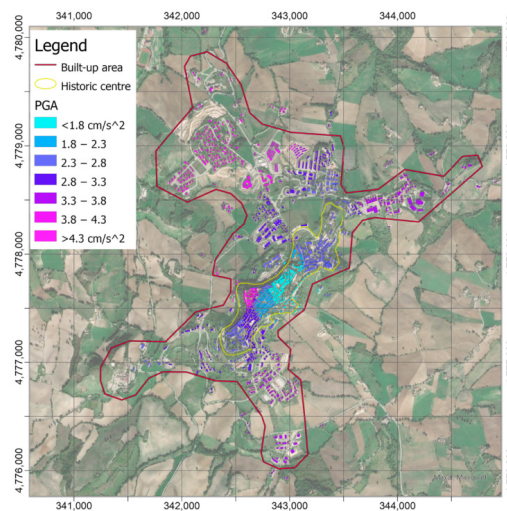 341,000 342,000 343,000 344,000
4,780,000
4,779,000
4,778,000
4,777,000
4,776,000
Legend
Built-up area
Historic centre
PGA
<1.8 cm/s^2
1.8 – 2.3
2.3 – 2.8
2.8 – 3.3
3.3 – 3.8
3.8 – 4.3
>4.3 cm/s^2
341,000 342,000 343,000 344,000